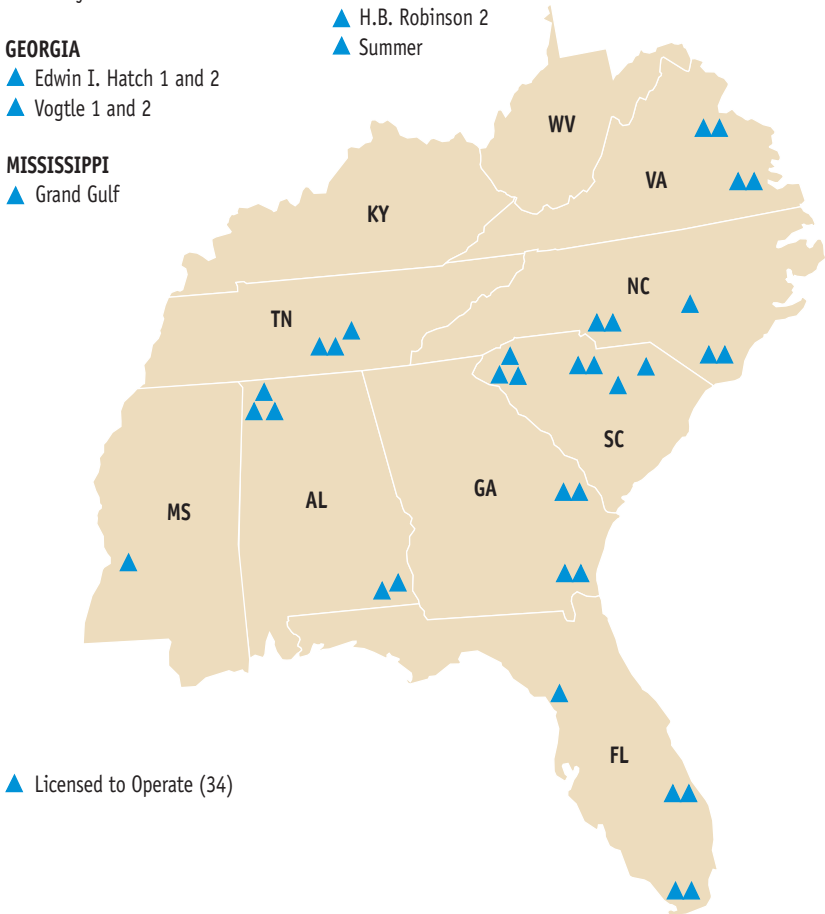 H.B. Robinson 2
Summer
GEORGIA
Edwin I. Hatch 1 and 2
Vogtle 1 and 2
MISSISSIPPI
Grand Gulf
WV
VA
KY
NC
TN
SC
GA
AL
MS
FL
Licensed to Operate (34)